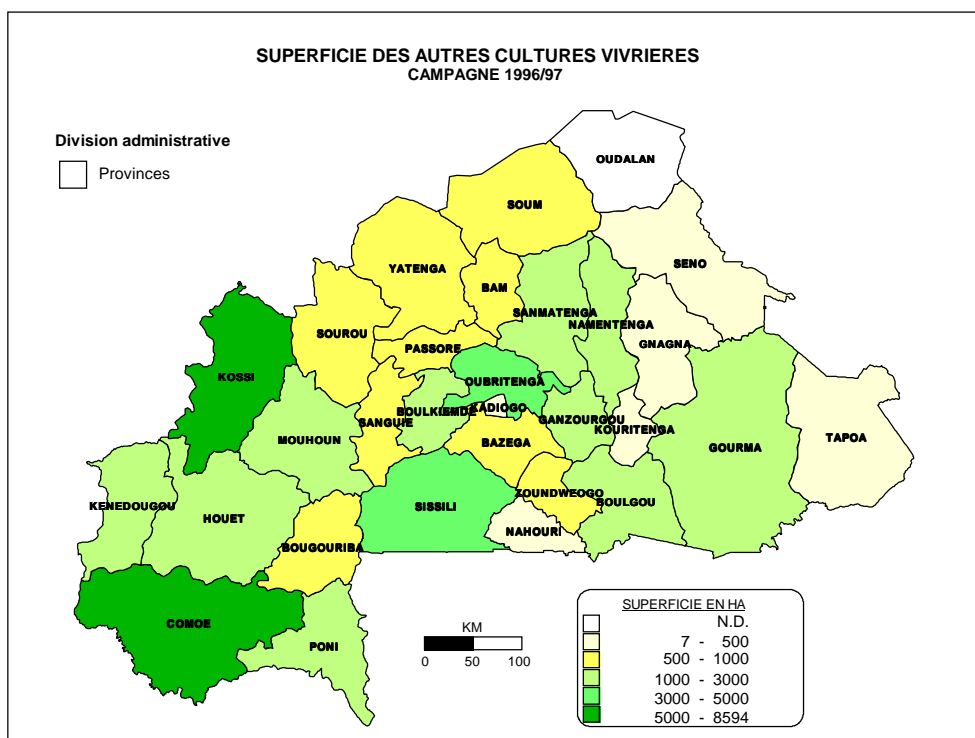 SUPERFICIE DES AUTRES CULTURES VIVRIERES
CAMPAGNE 1996/97
Division administrative
Provinces
OUDALAN
SOUM
SENO
YATENGA
BAM
SANMATENGA
NAMENTENGA
SOUROU
GNAGNA
PASSORE
KOSSI
OUBRITENGA
KADIOGO
BOULKIEMDE
SANGUIE
GANZOURGOU
KOURITENGA
MOUHOUN
BAZEGA
GOURMA
TAPOA
KENEDOUGOU
HOUET
SISSILI
ZOUNDWEOGO
BOULGOU
NAHOURI
BOUGOURIBA
COMOE
PONI
KM
0 50 100
SUPERFICIE EN HA
N.D.
7 - 500
500 - 1000
1000 - 3000
3000 - 5000
5000 - 8594